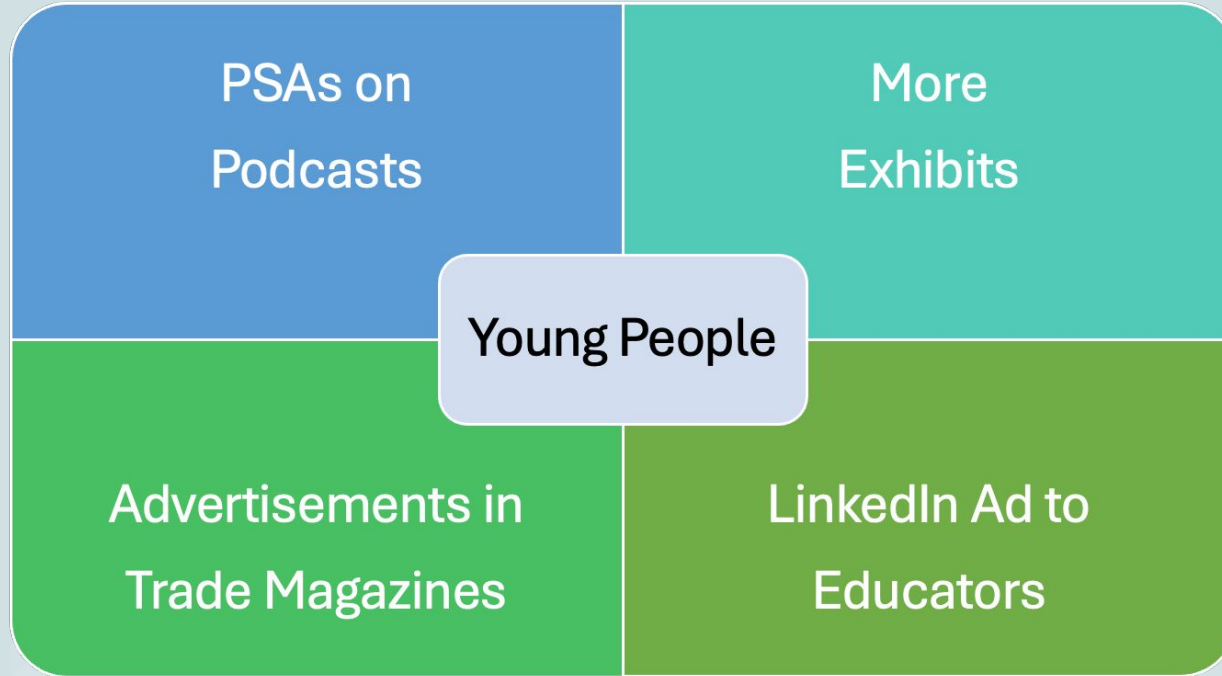 PSAs on
Podcasts
More
Exhibits
Young People
Advertisements in
Trade Magazines
LinkedIn Ad to
Educators